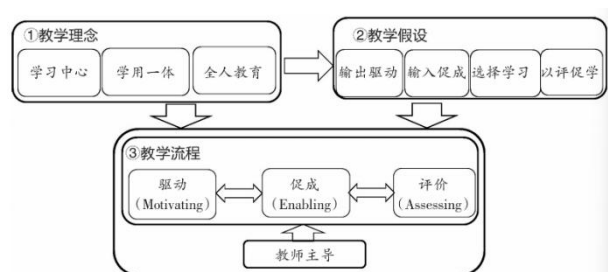 ①教学理念
学习中心 学用一体 全人教育
②教学假设
输出驱动 输入促成 选择学习 以评促学
③教学流程
驱动 促成 评价
(Motivating) (Enabling) (Assessing)
教师主导